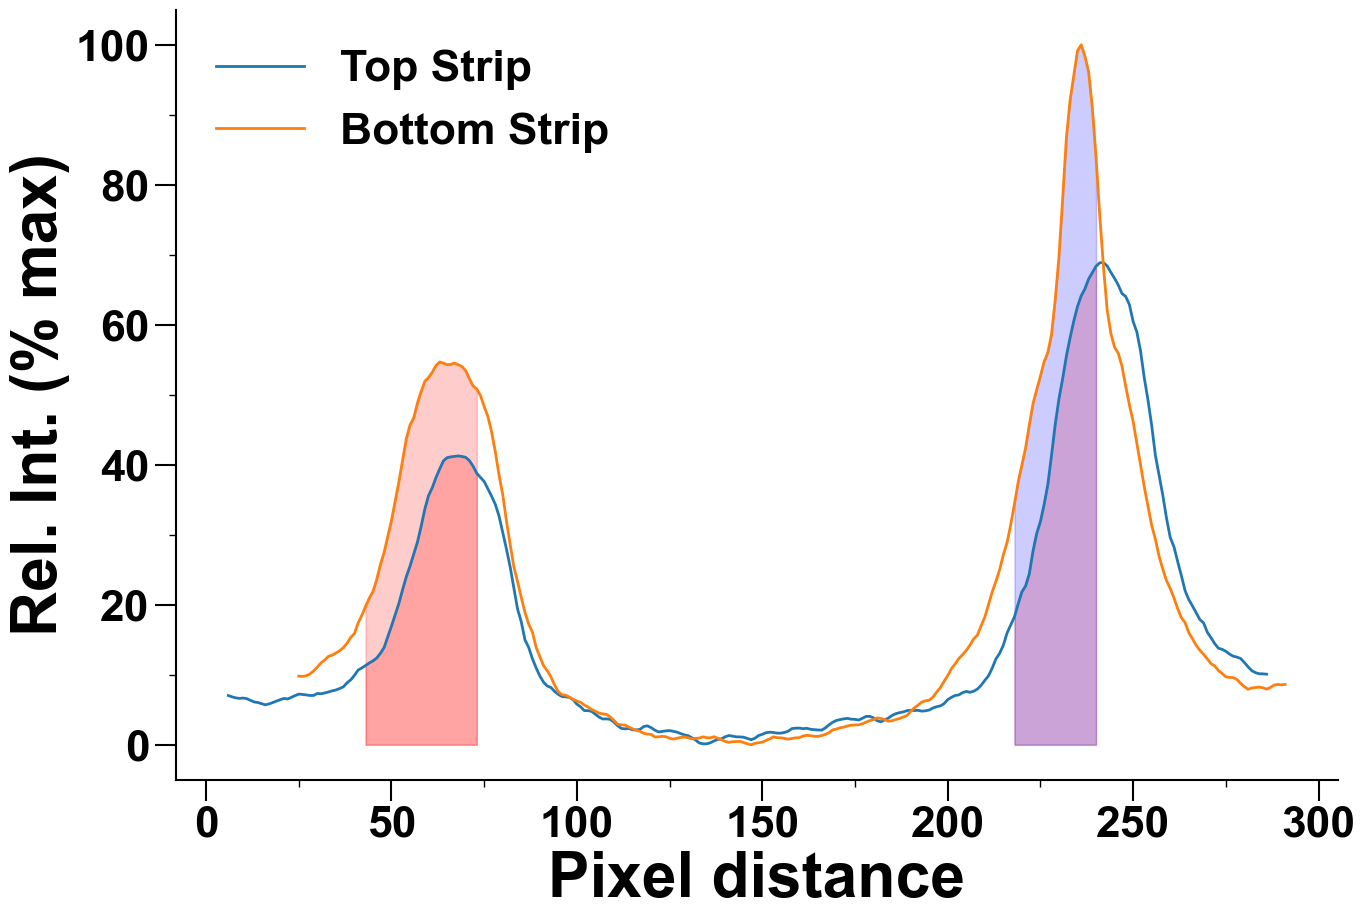 Rel. Int. (% max)
100
80
60
40
20
0
Top Strip
Bottom Strip
0 50 100 150 200 250 300
Pixel distance